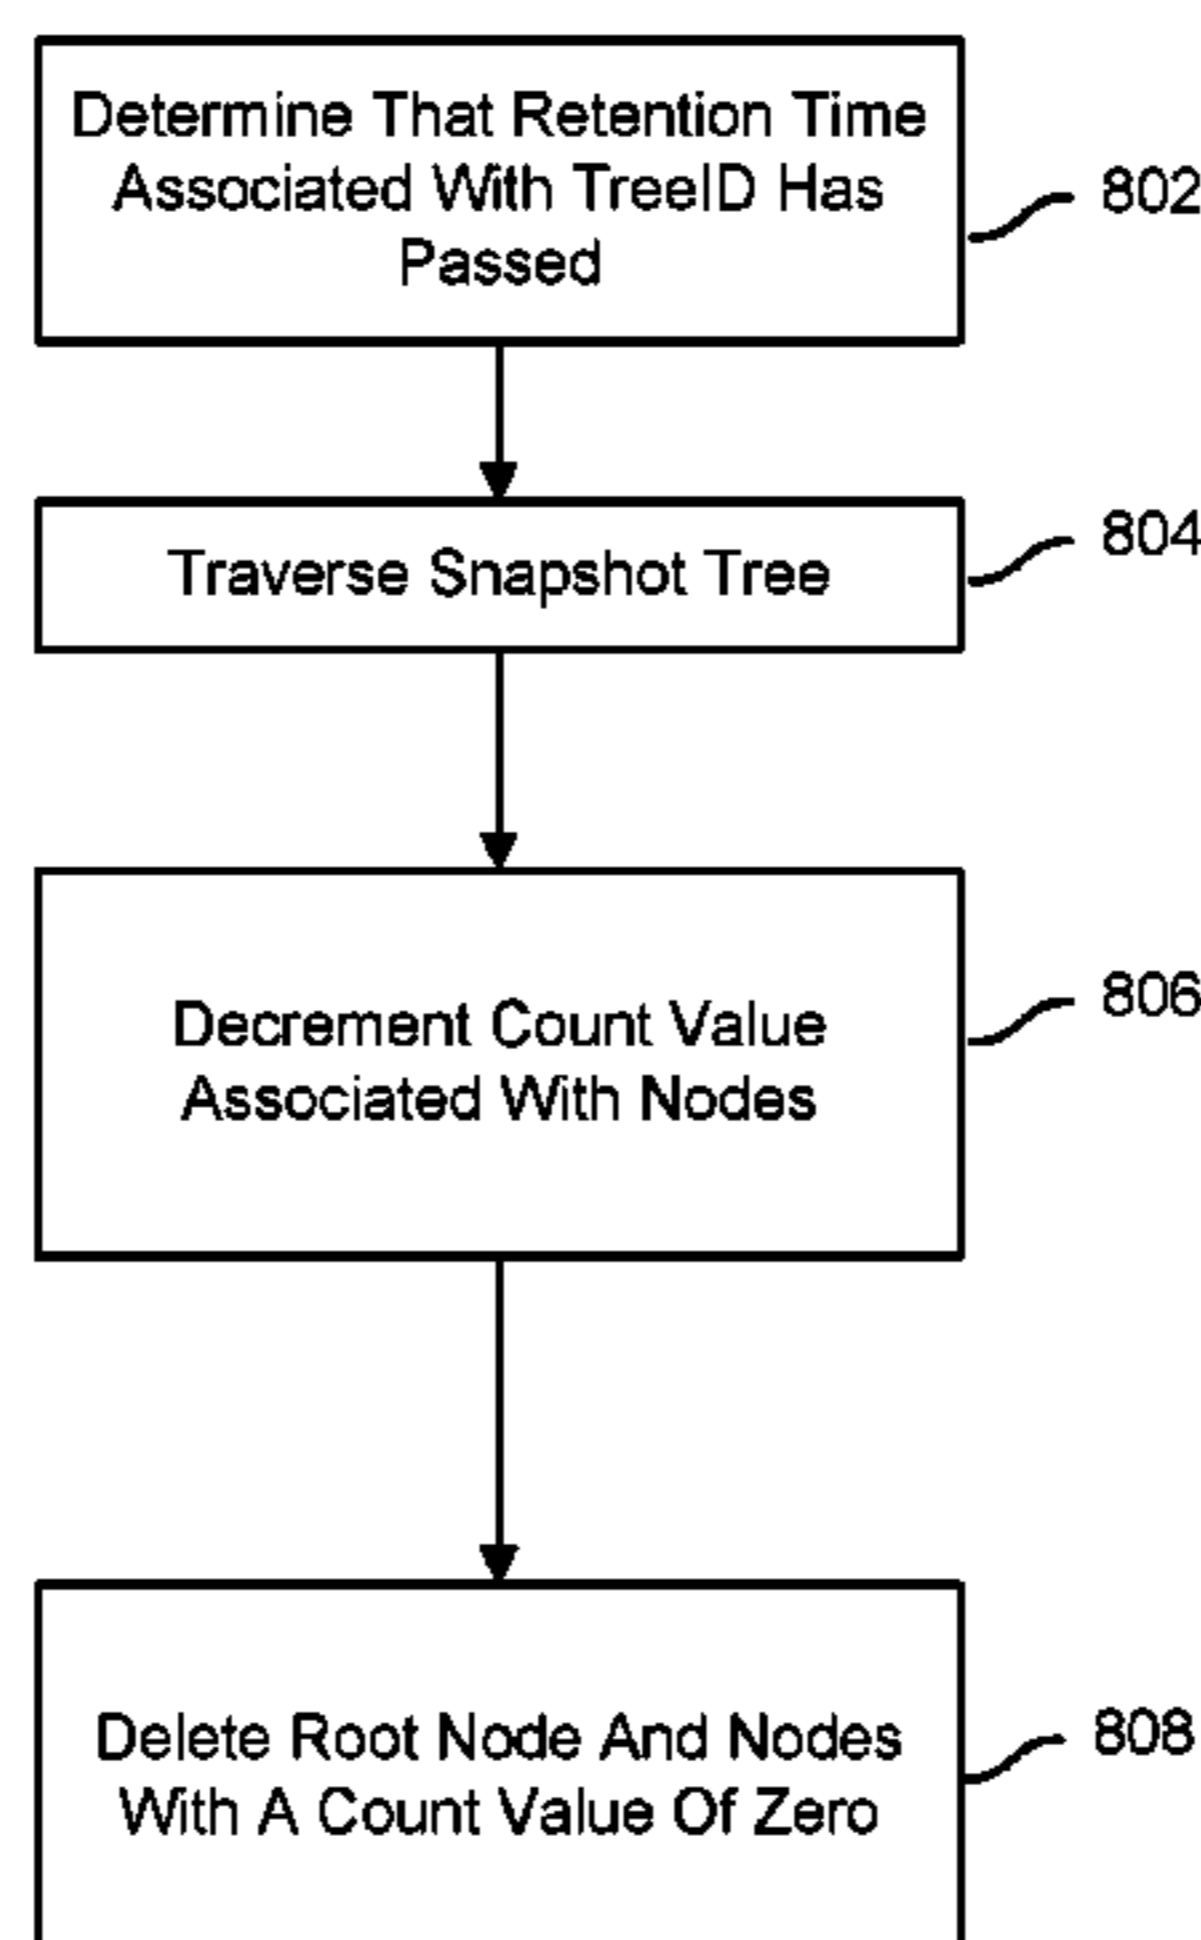 Determine That Retention Time
Associated With TreeID Has
Passed
802
Traverse Snapshot Tree
804
Decrement Count Value
Associated With Nodes
806
Delete Root Node And Nodes
With A Count Value Of Zero
808